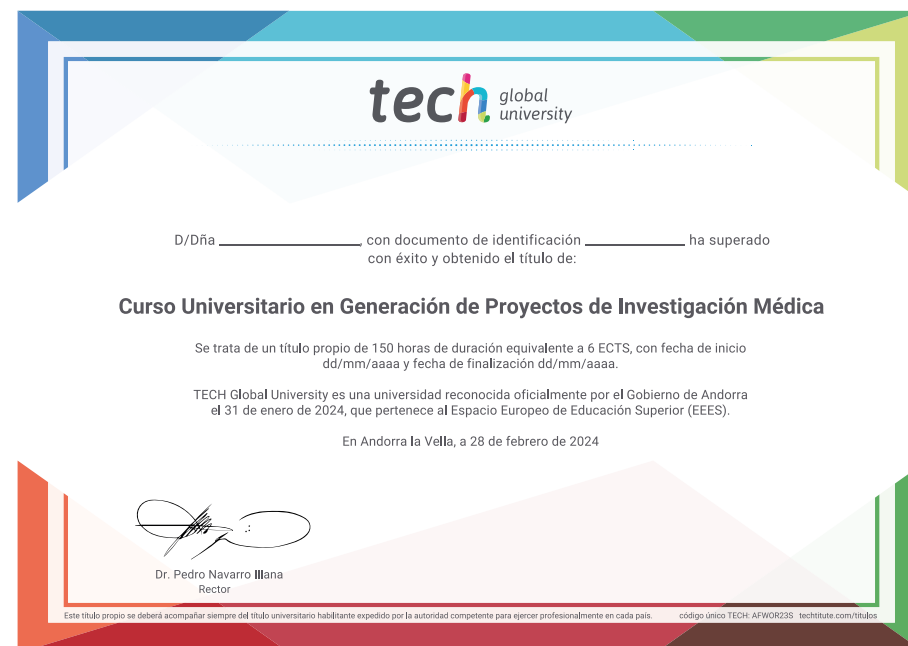 tech global university
D/Dña ______________, con documento de identificación ______________ ha superado
con éxito y obtenido el título de:
Curso Universitario en Generación de Proyectos de Investigación Médica
Se trata de un título propio de 150 horas de duración equivalente a 6 ECTS, con fecha de inicio
dd/mm/aaaa y fecha de finalización dd/mm/aaaa.
TECH Global University es una universidad reconocida oficialmente por el Gobierno de Andorra
el 31 de enero de 2024, que pertenece al Espacio Europeo de Educación Superior (EEES).
En Andorra la Vella, a 28 de febrero de 2024
Dr. Pedro Navarro Illana
Rector
Este título propio se deberá acompañar siempre del título universitario habilitante expedido por la autoridad competente para ejercer profesionalmente en cada país. código único TECH: AFWOR23S techtitute.com/títulos